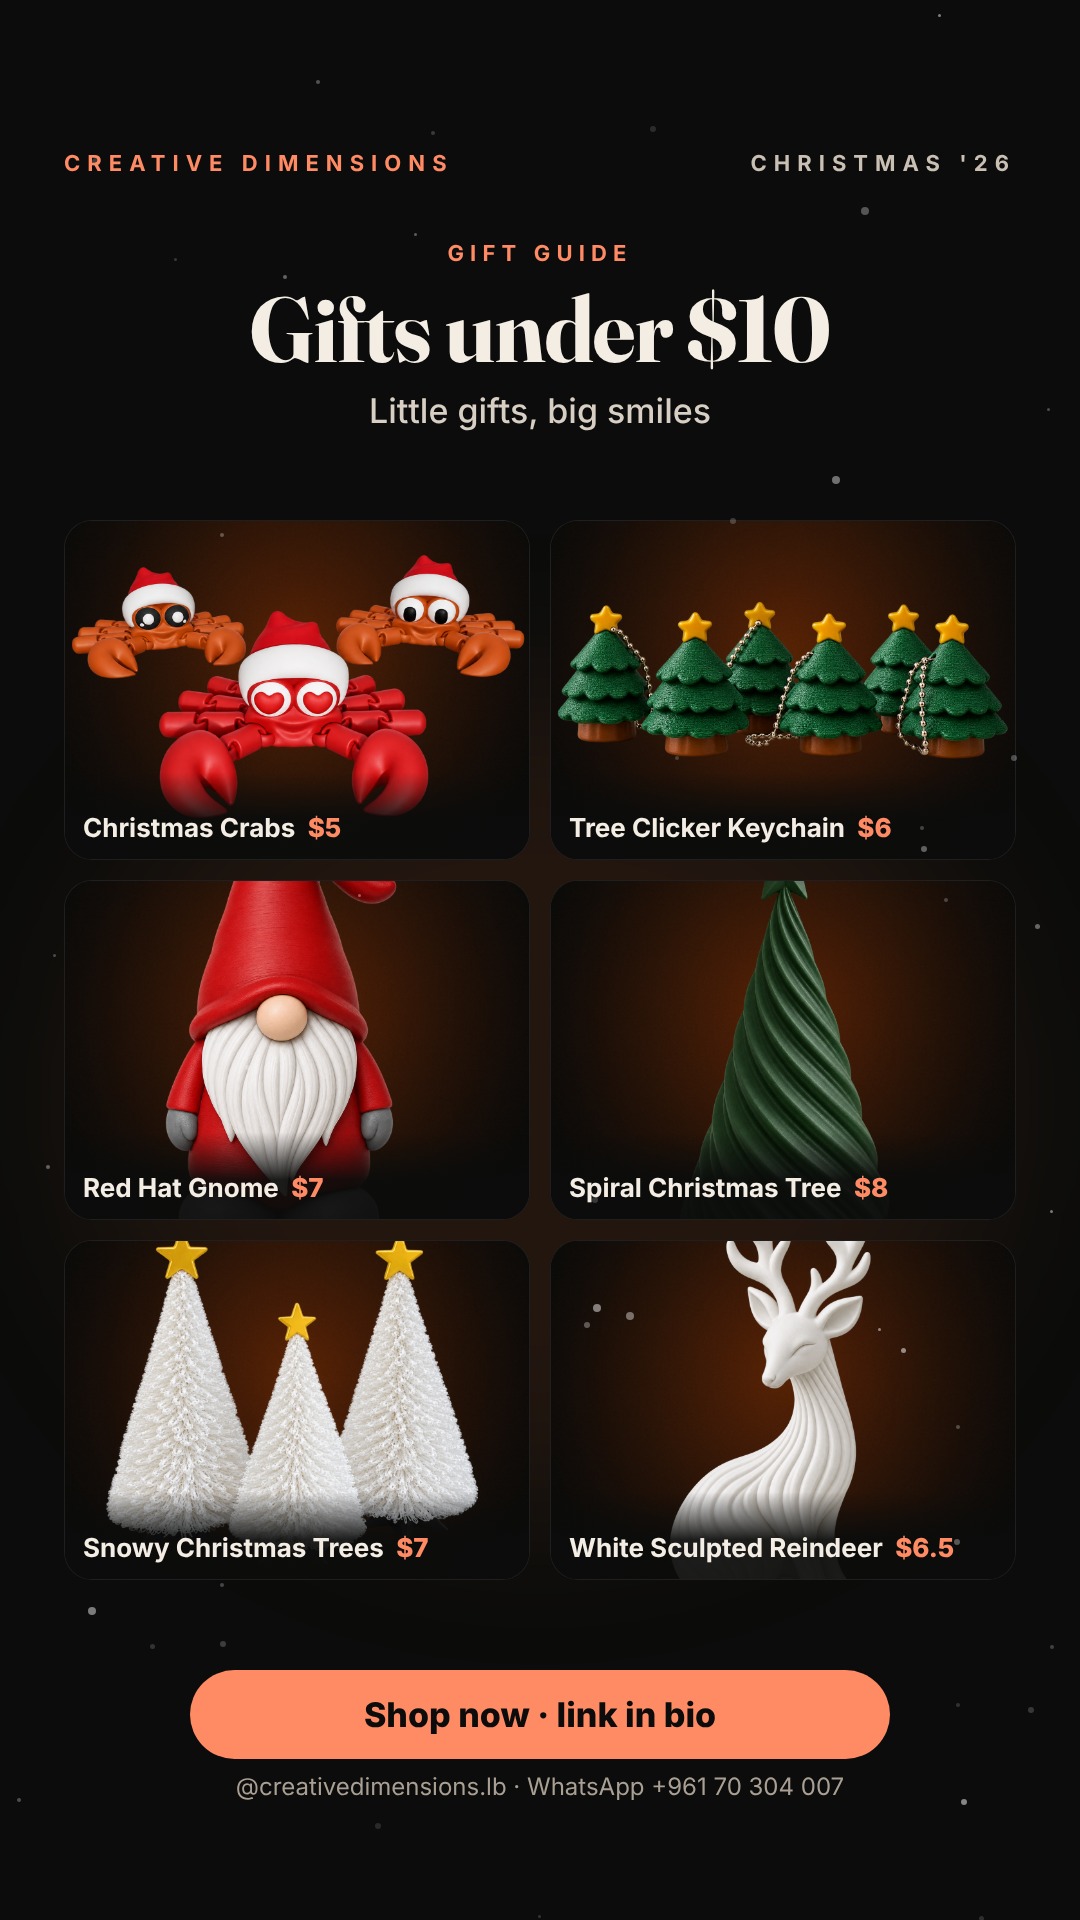 CREATIVE DIMENSIONS
CHRISTMAS '26
GIFT GUIDE
Gifts under $10
Little gifts, big smiles
Christmas Crabs $5
Tree Clicker Keychain $6
Red Hat Gnome $7
Spiral Christmas Tree $8
Snowy Christmas Trees $7
White Sculpted Reindeer $6.5
Shop now · link in bio
@creativedimensions.lb · WhatsApp +961 70 304 007